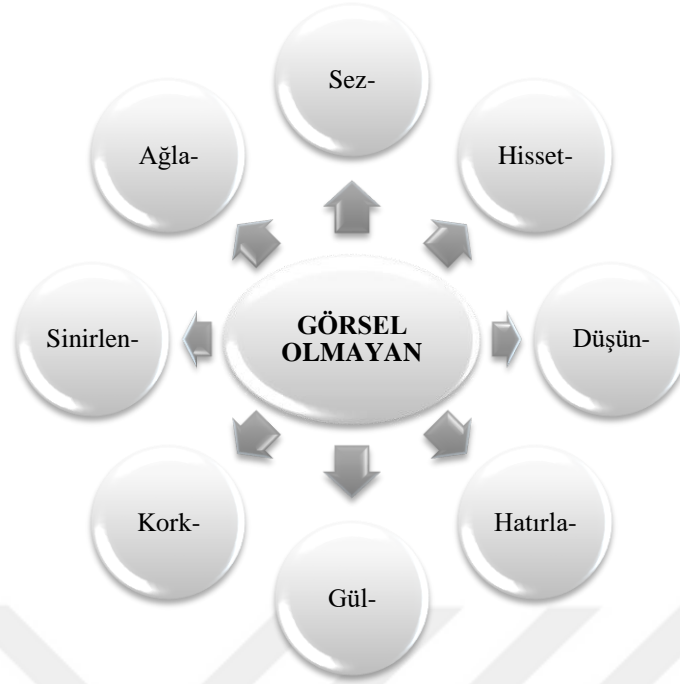 Sez-
Hisset-
Düşün-
Hatırla-
Gül-
Kork-
Sinirlen-
Ağla-
GÖRSEL
OLMAYAN